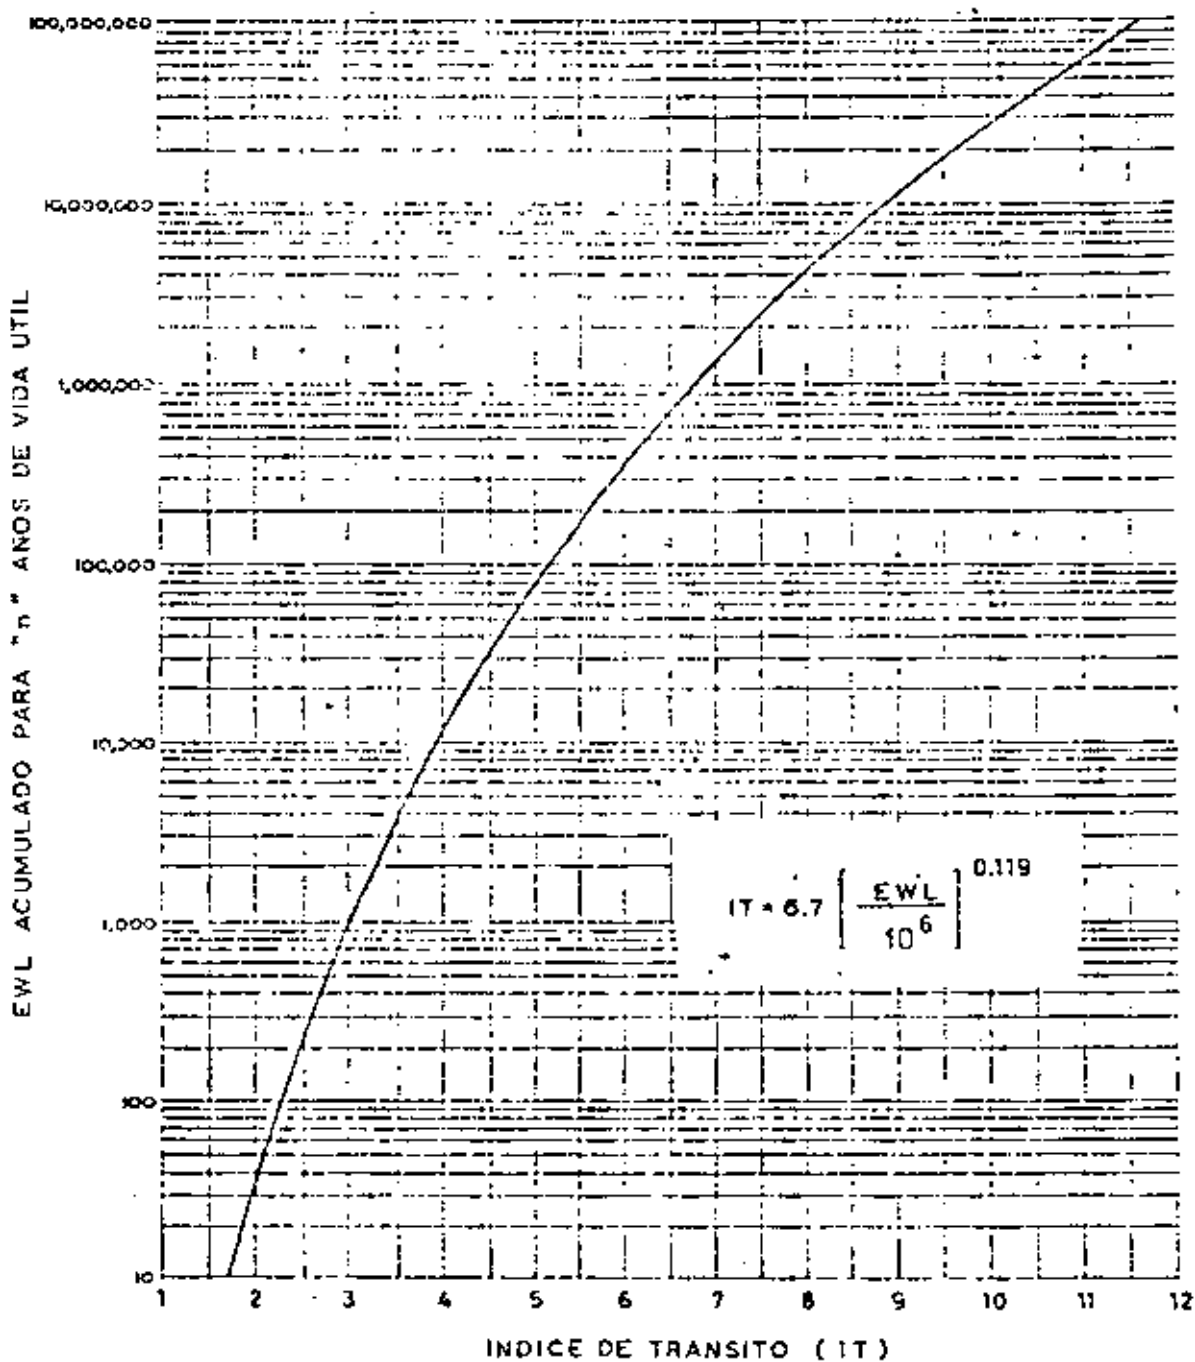 100,000,000
10,000,000
1,000,000
100,000
10,000
1,000
100
10
EWL ACUMULADO PARA "n" AÑOS DE VIDA UTIL
IT = 6.7 [ EWL / 10^6 ] 0.119
1 2 3 4 5 6 7 8 9 10 11 12
INDICE DE TRANSITO (IT)